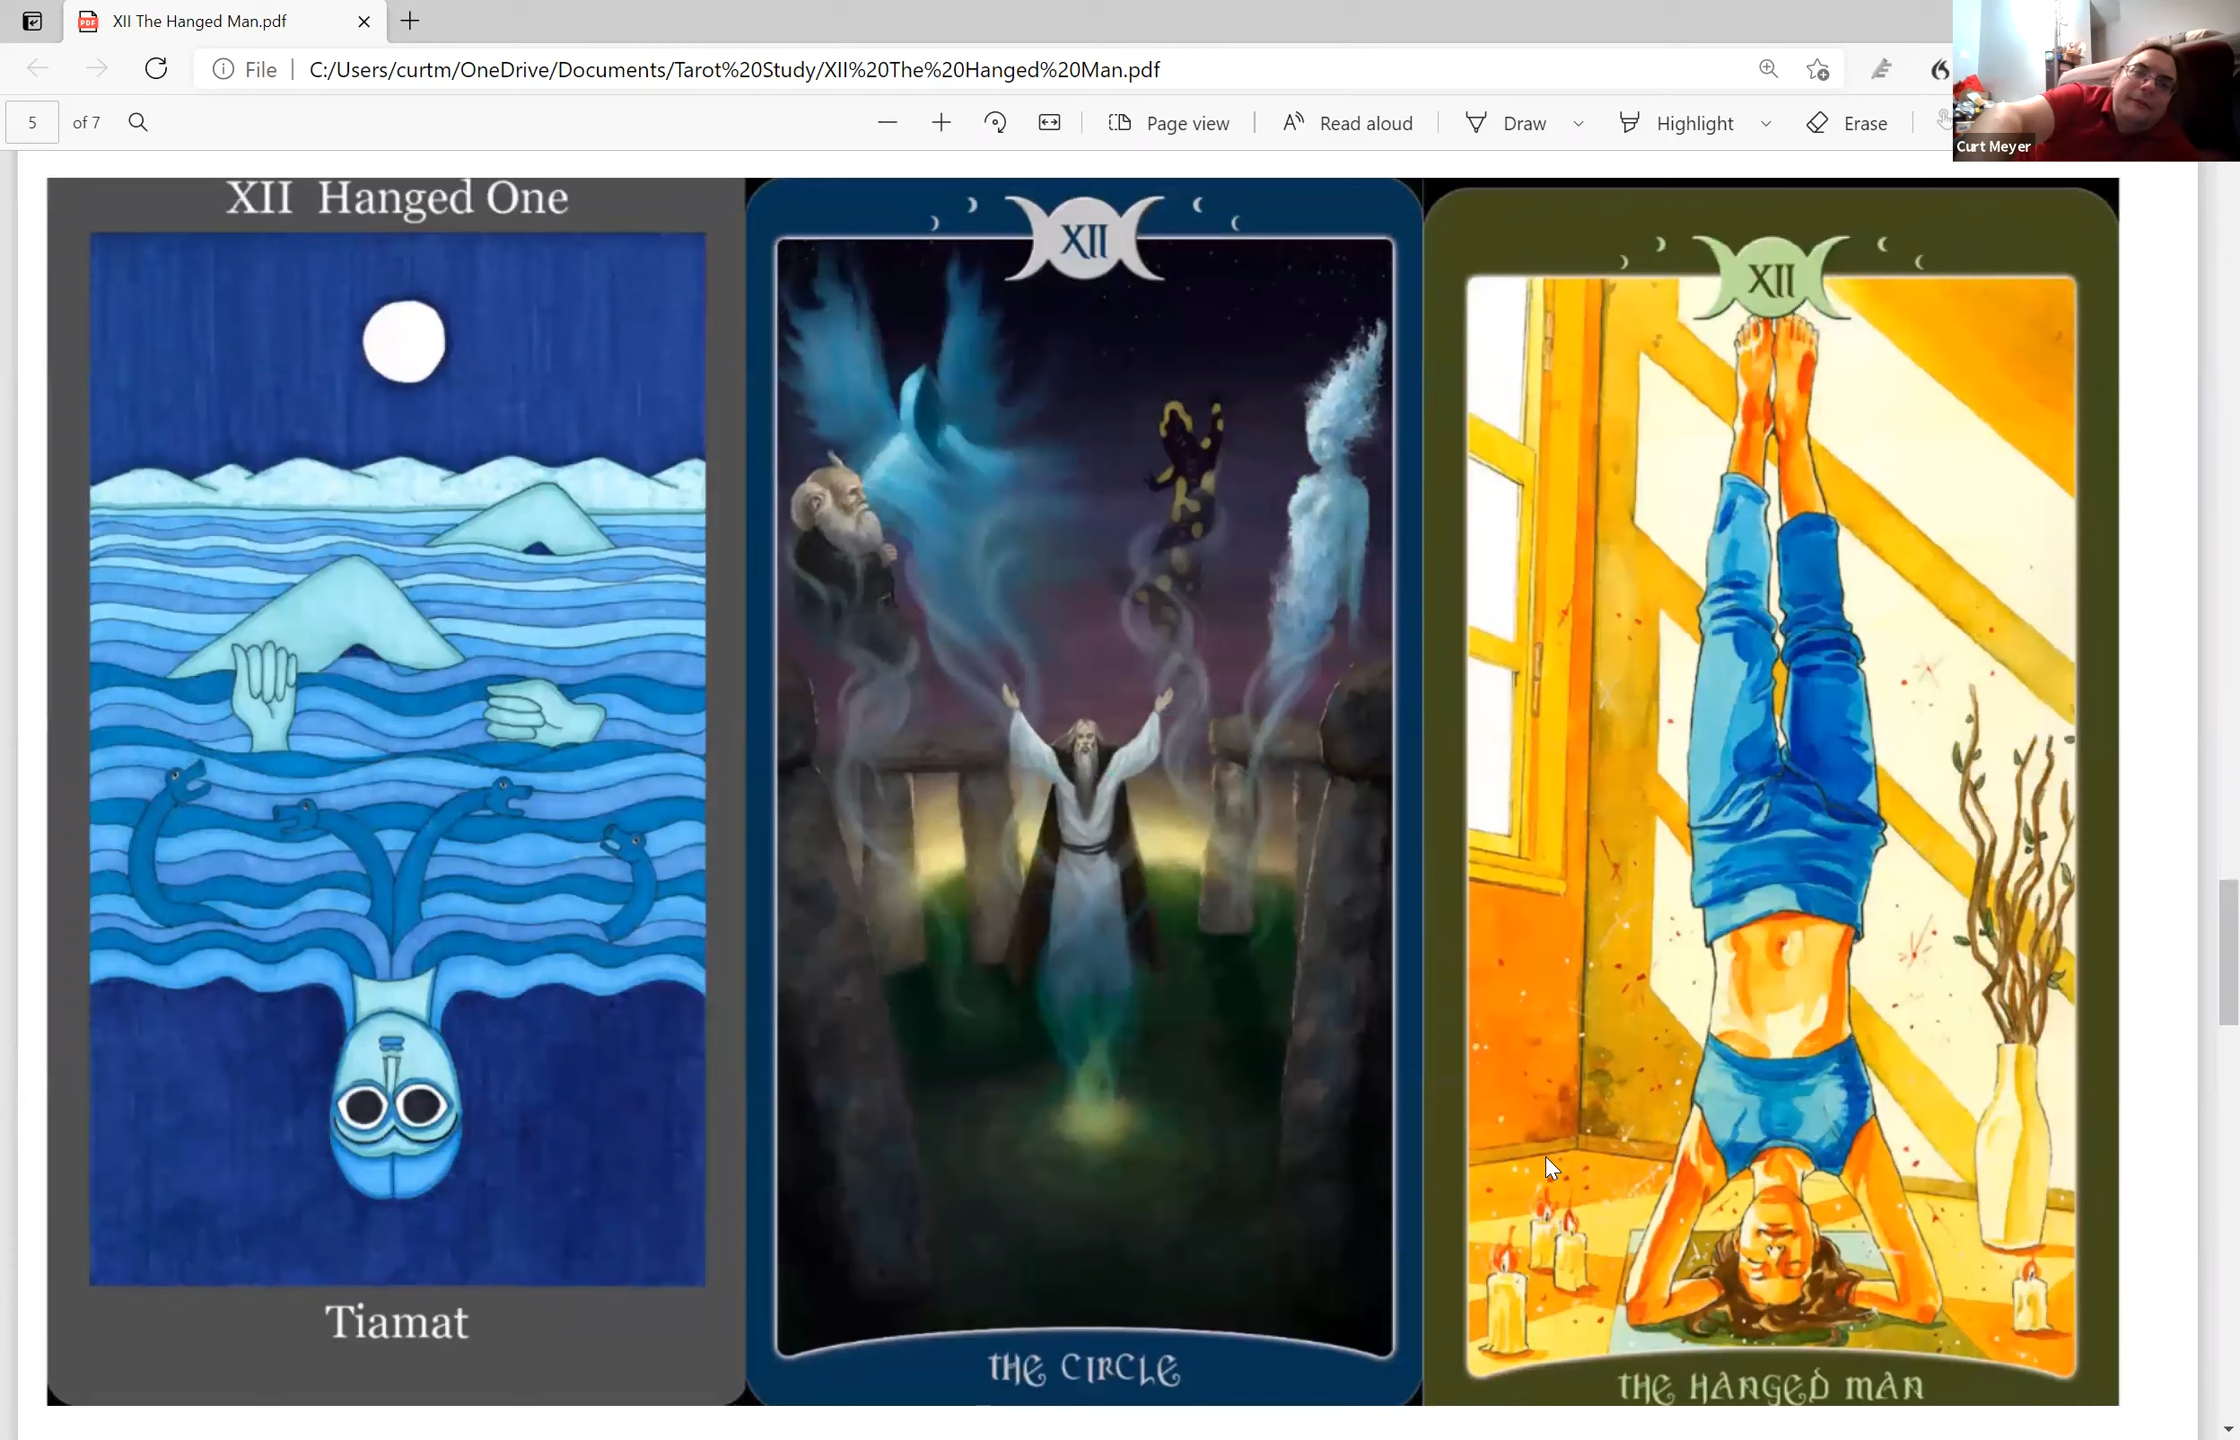 XII The Hanged Man.pdf
File
C:/Users/curtm/OneDrive/Documents/Tarot%20Study/XII%20The%20Hanged%20Man.pdf
5 of 7
Page view
Read aloud
Draw
Highlight
Erase
Curt Meyer
XII Hanged One
Tiamat
XII
THE CIRCLE
XII
THE HANGED MAN